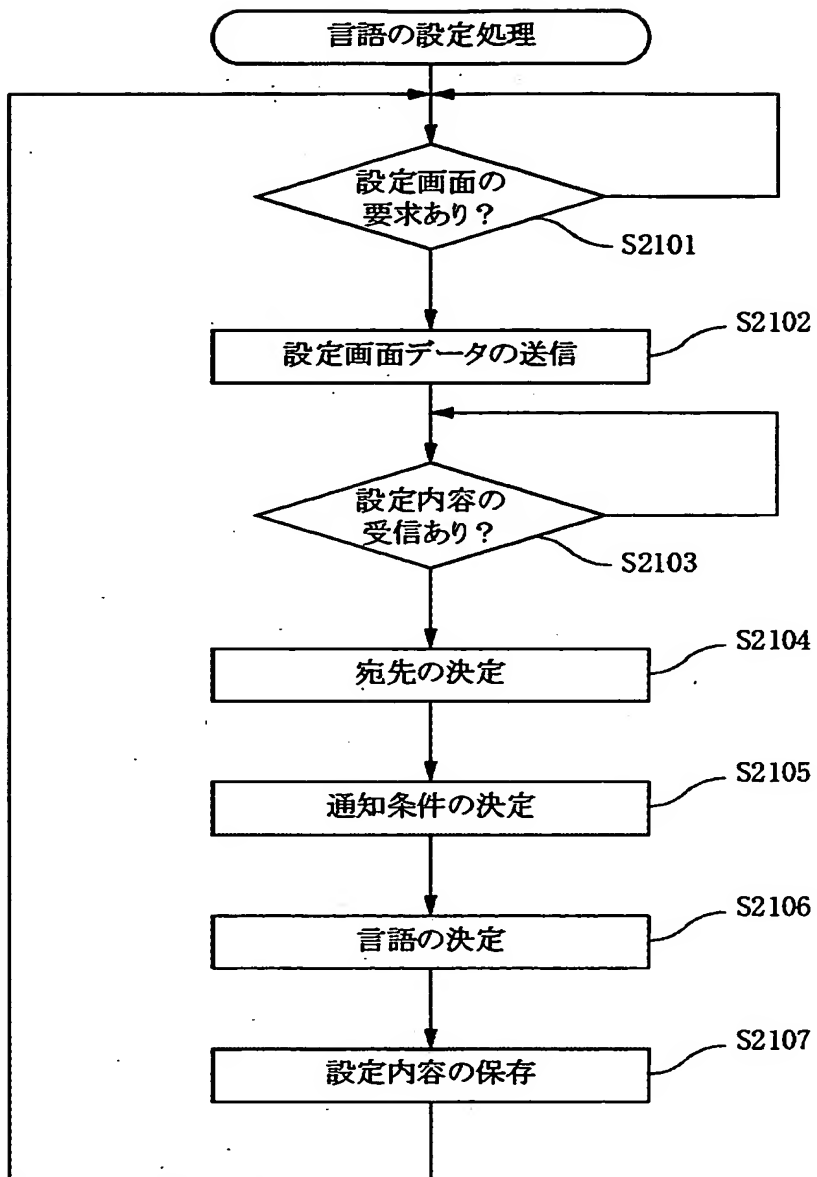 言語の設定処理
設定画面の
要求あり?
S2101
S2102
設定画面データの送信
設定内容の
受信あり?
S2103
S2104
宛先の決定
S2105
通知条件の決定
S2106
言語の決定
S2107
設定内容の保存